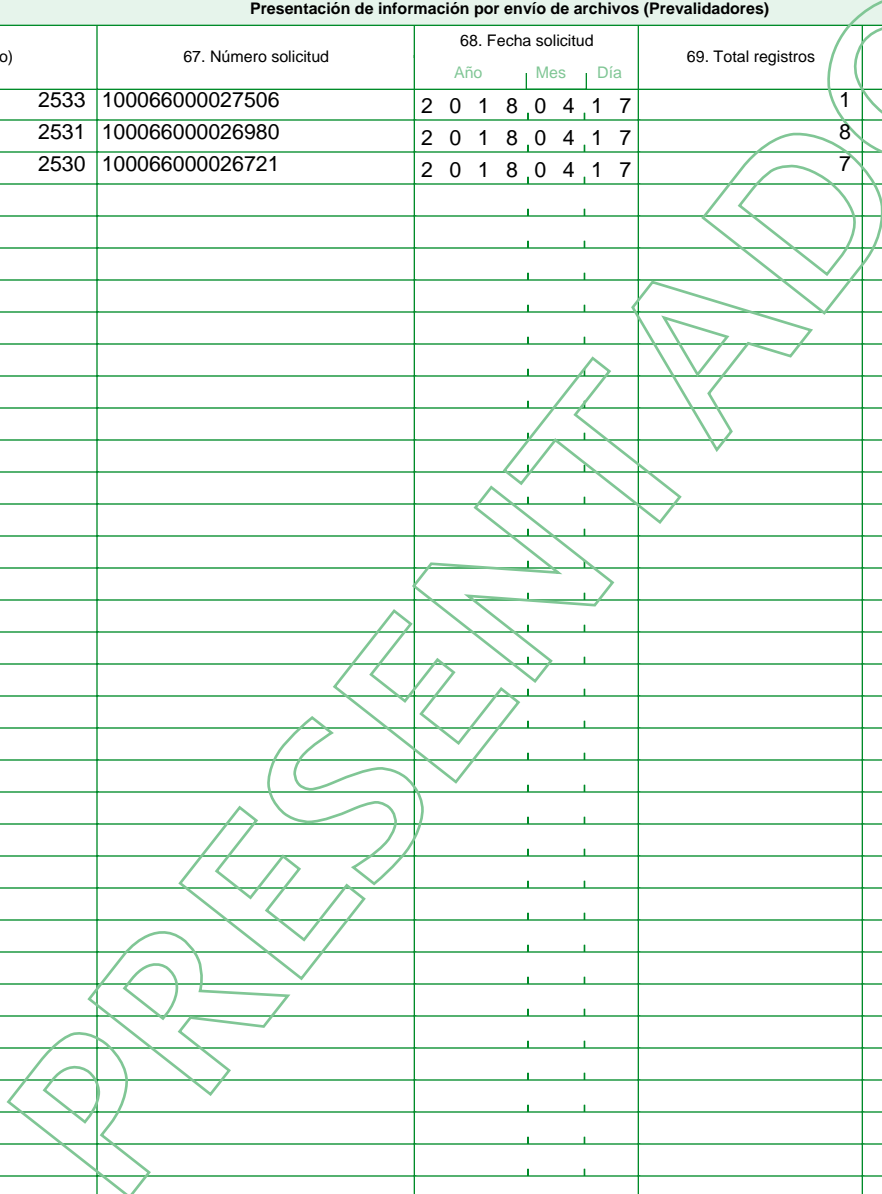 Presentación de información por envío de archivos (Prevalidadores)
o) 67. Número solicitud 68. Fecha solicitud 69. Total registros
Año Mes Día
2533 100066000027506 2 0 1 8 0 4 1 7 1
2531 100066000026980 2 0 1 8 0 4 1 7 8
2530 100066000026721 2 0 1 8 0 4 1 7 7
PRESENTADO